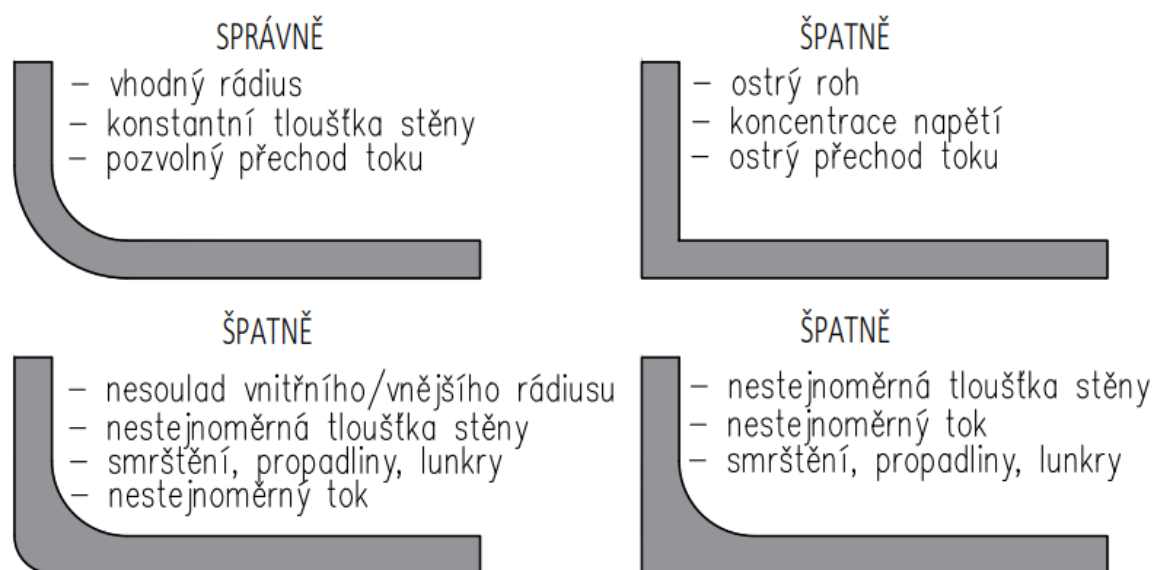 SPRÁVNĚ
– vhodný rádius
– konstantní tloušťka stěny
– pozvolný přechod toku
ŠPATNĚ
– ostrý roh
– koncentrace napětí
– ostrý přechod toku
ŠPATNĚ
– nesoulad vnitřního/vnějšího rádiusu
– nestejnoměrná tloušťka stěny
– smrštění, propadliny, lunkry
– nestejnoměrný tok
ŠPATNĚ
– nestejnoměrná tloušťka stěny
– nestejnoměrný tok
– smrštění, propadliny, lunkry